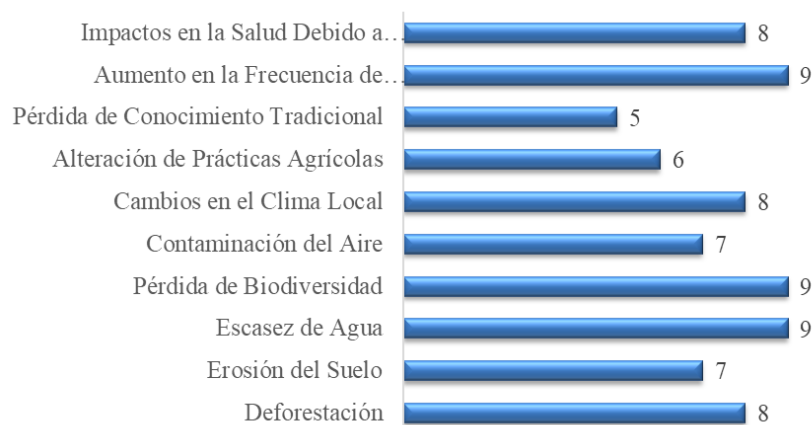 Impactos en la Salud Debido a… 8
Aumento en la Frecuencia de… 9
Pérdida de Conocimiento Tradicional 5
Alteración de Prácticas Agrícolas 6
Cambios en el Clima Local 8
Contaminación del Aire 7
Pérdida de Biodiversidad 9
Escasez de Agua 9
Erosión del Suelo 7
Deforestación 8